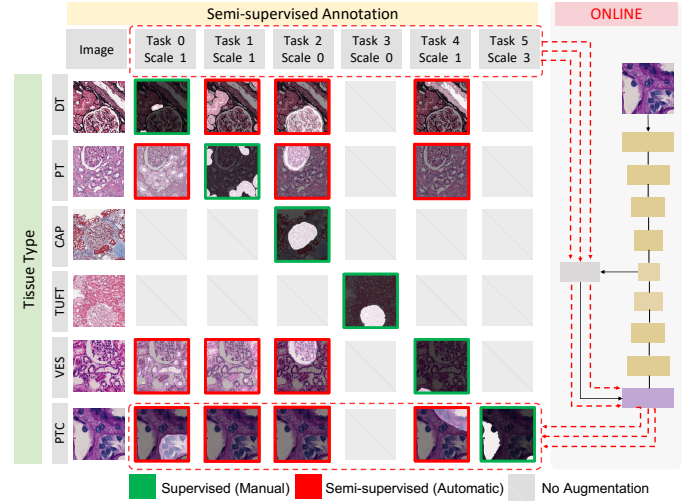 Semi-supervised Annotation
ONLINE
Image
Task 0
Scale 1
Task 1
Scale 1
Task 2
Scale 0
Task 3
Scale 0
Task 4
Scale 1
Task 5
Scale 3
Tissue Type
DT
PT
CAP
TUFT
VES
PTC
Supervised (Manual)
Semi-supervised (Automatic)
No Augmentation